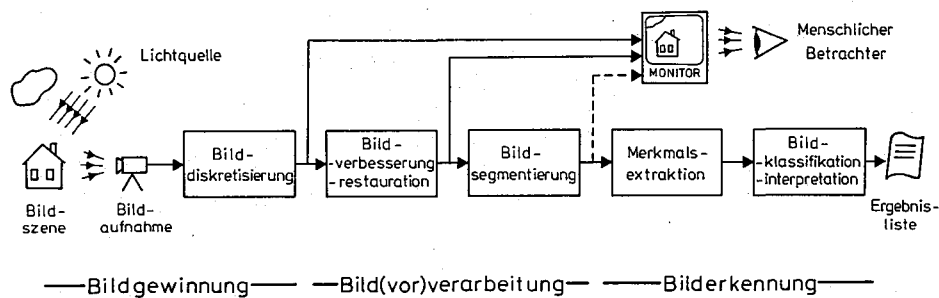 Lichtquelle
MONITOR
Menschlicher
Betrachter
Bild-
szene
Bild-
aufnahme
Bild-
diskretisierung
Bild-
-verbesserung
-restauration
Bild-
segmentierung
Merkmals-
extraktion
Bild-
-klassifikation
-interpretation
Ergebnis-
liste
Bildgewinnung
Bild(vor)verarbeitung
Bilderkennung